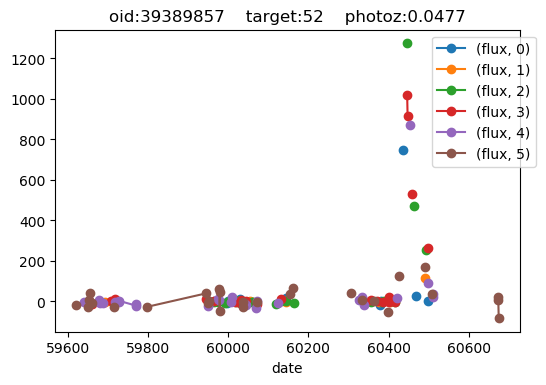 oid:39389857    target:52    photoz:0.0477
1200
1000
800
600
400
200
0
59600 59800 60000 60200 60400 60600
date
(flux, 0)
(flux, 1)
(flux, 2)
(flux, 3)
(flux, 4)
(flux, 5)